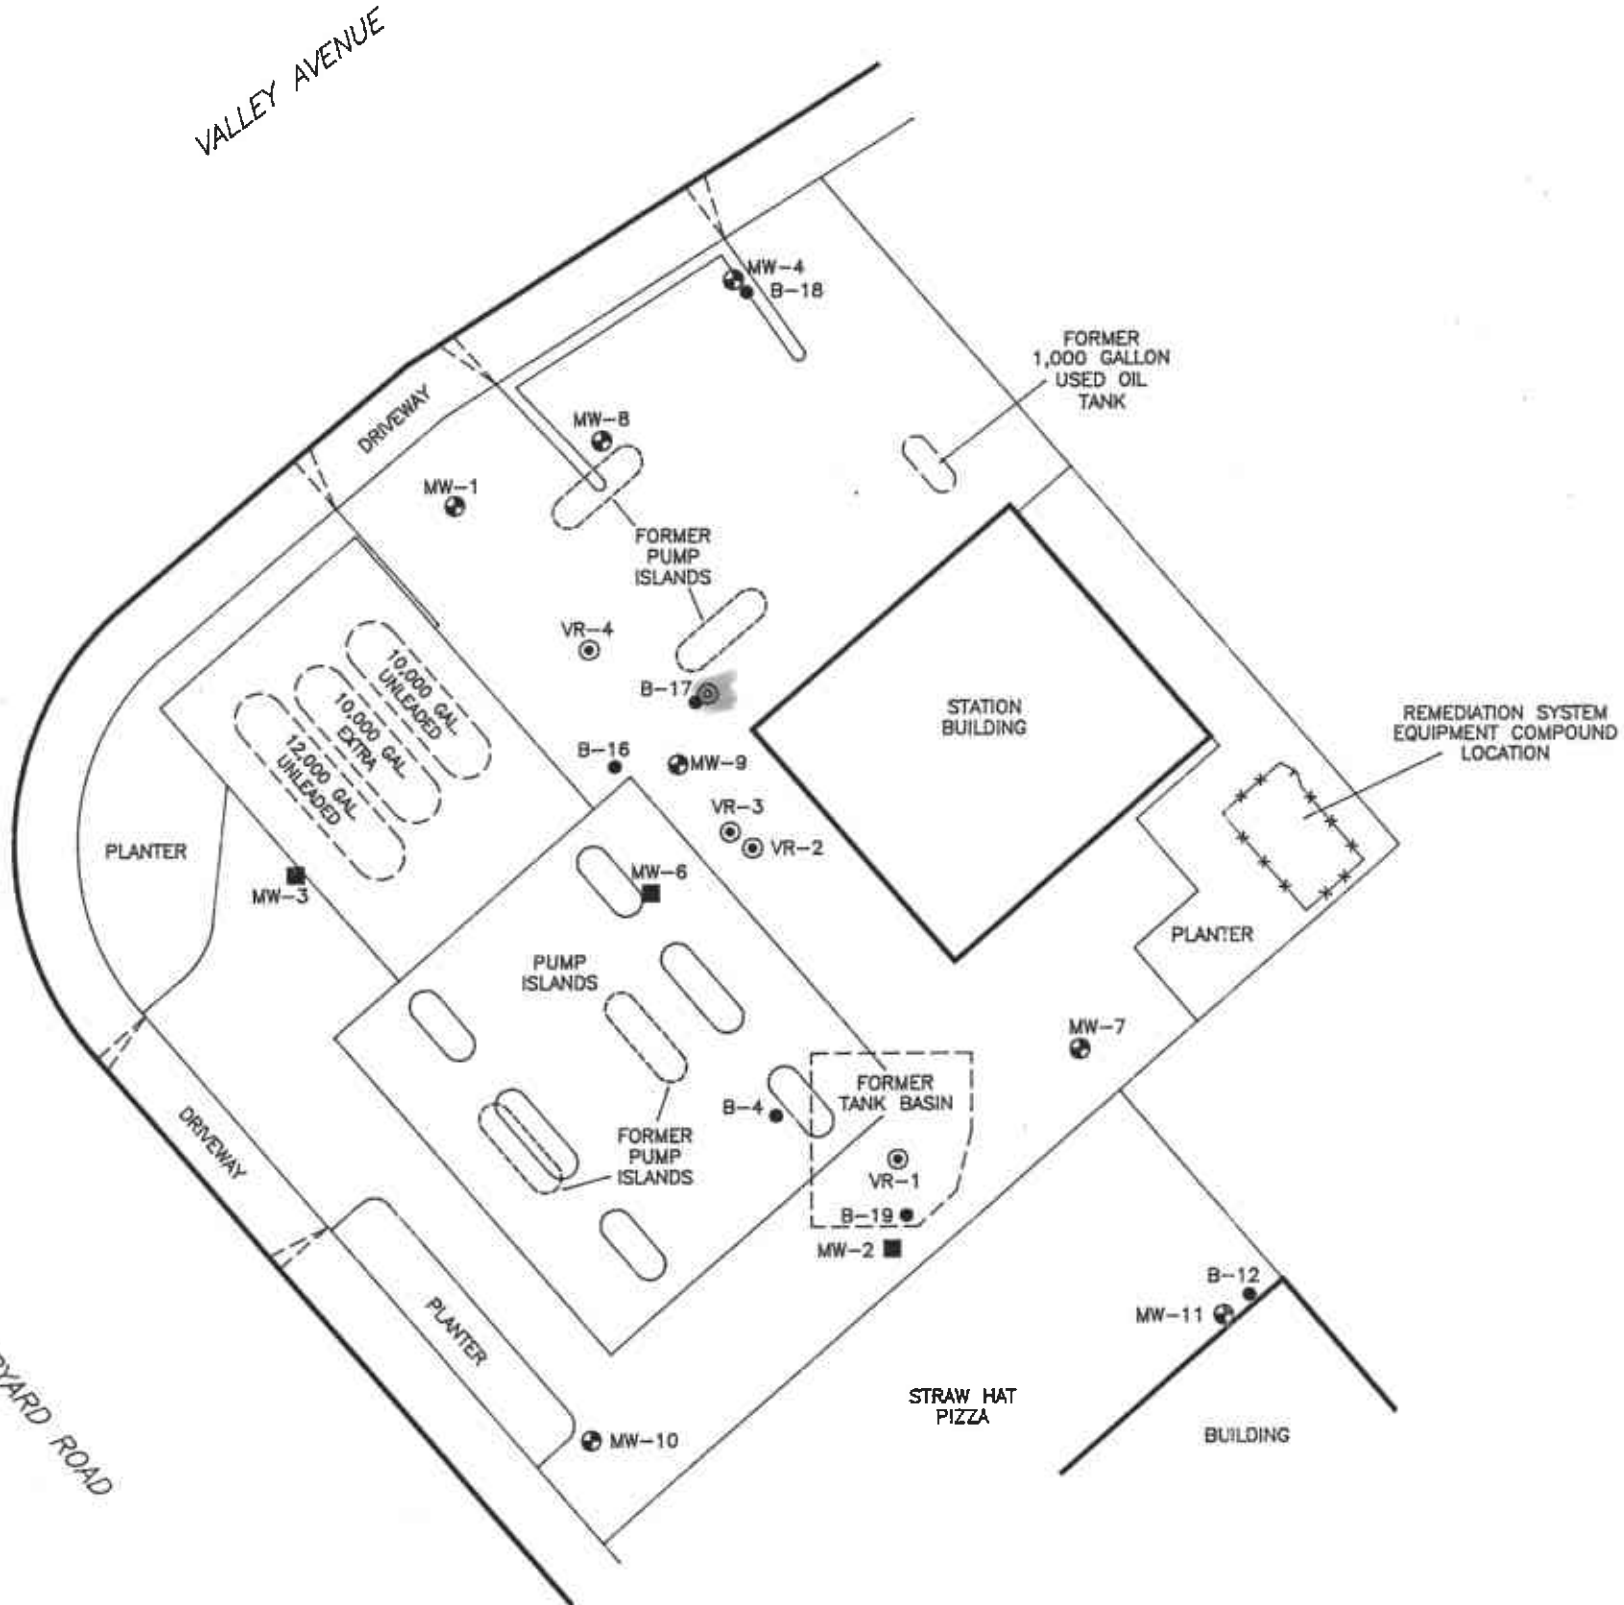 VALLEY AVENUE
MW-4
B-18
FORMER
1,000 GALLON
USED OIL
TANK
DRIVEWAY
MW-8
MW-1
FORMER
PUMP
ISLANDS
VR-4
10,000 GAL.
UNLEADED
10,000 GAL.
EXTRA
12,000 GAL.
UNLEADED
B-17
STATION
BUILDING
REMEDIATION SYSTEM
EQUIPMENT COMPOUND
LOCATION
B-16
MW-9
VR-3
VR-2
PLANTER
MW-3
MW-6
PLANTER
PUMP
ISLANDS
MW-7
FORMER
TANK BASIN
B-4
DRIVEWAY
FORMER
PUMP
ISLANDS
VR-1
B-19
MW-2
B-12
MW-11
PLANTER
STRAW HAT
PIZZA
BUILDING
MW-10
ROAD